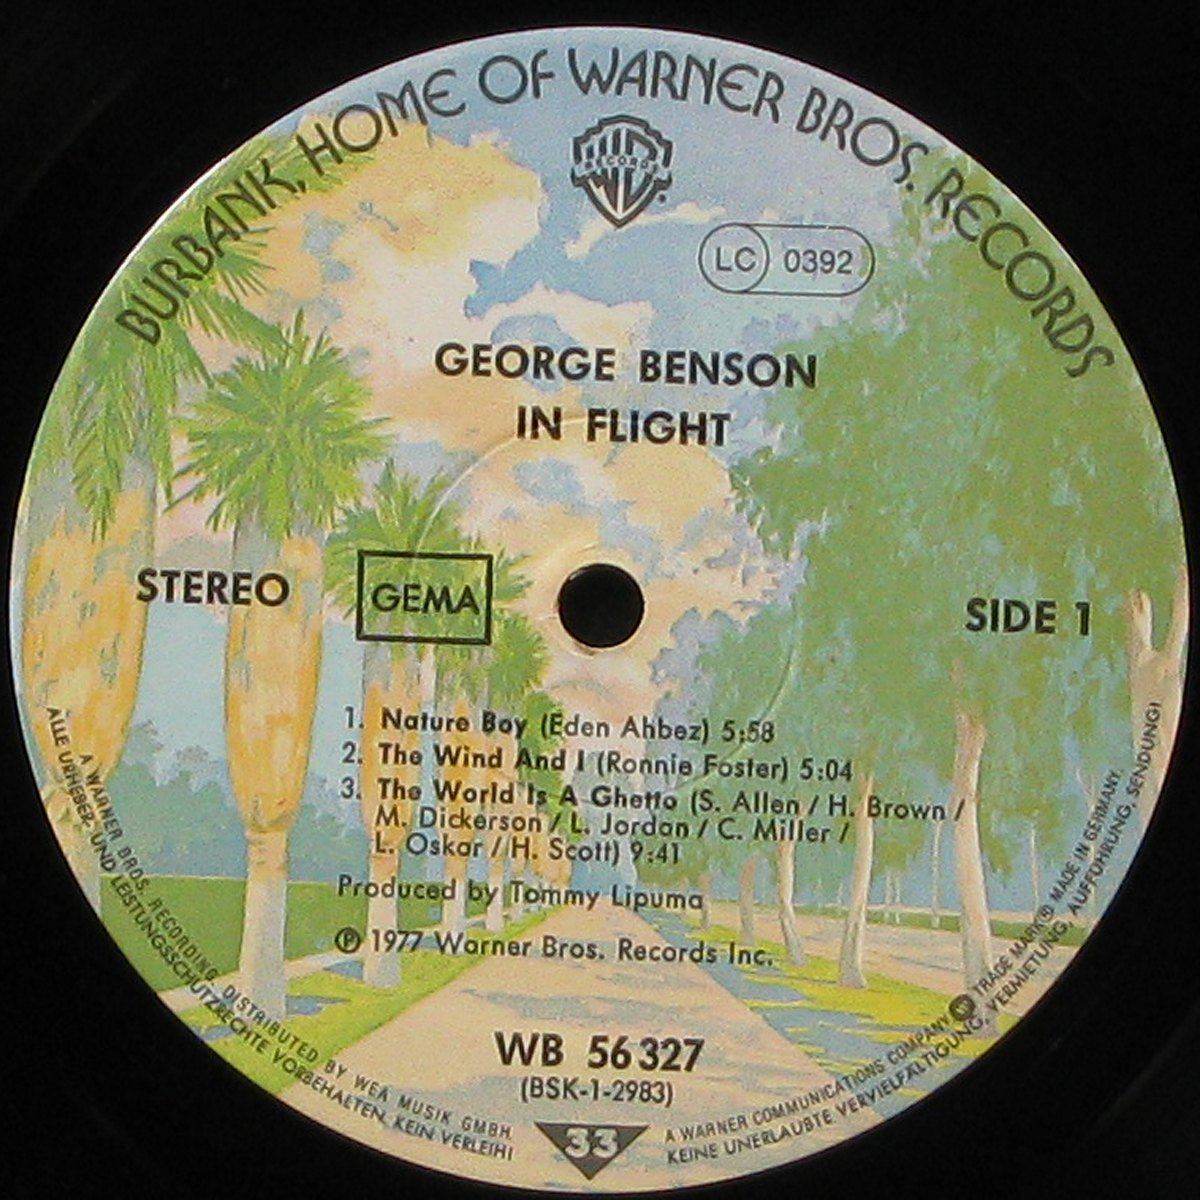 BURBANK, HOME OF WARNER BROS. RECORDS
RECORDS
LC 0392
GEORGE BENSON
IN FLIGHT
STEREO
GEMA
SIDE 1
1. Nature Boy (Eden Ahbez) 5:58
2. The Wind And I (Ronnie Foster) 5:04
3. The World Is A Ghetto (S. Allen / H. Brown /
M. Dickerson / L. Jordan / C. Miller /
L. Oskar / H. Scott) 9:41
Produced by Tommy Lipuma
℗ 1977 Warner Bros. Records Inc.
WB 56 327
(BSK-1-2983)
33
A WARNER BROS. RECORDING. DISTRIBUTED BY WEA MUSIK GMBH.
A WARNER COMMUNICATIONS COMPANY TRADE MARK® MADE IN GERMANY.
ALLE URHEBER- UND LEISTUNGSSCHUTZRECHTE VORBEHALTEN, KEIN VERLEIH!
KEINE UNERLAUBTE VERVIELFÄLTIGUNG, VERMIETUNG, AUFFÜHRUNG, SENDUNG!